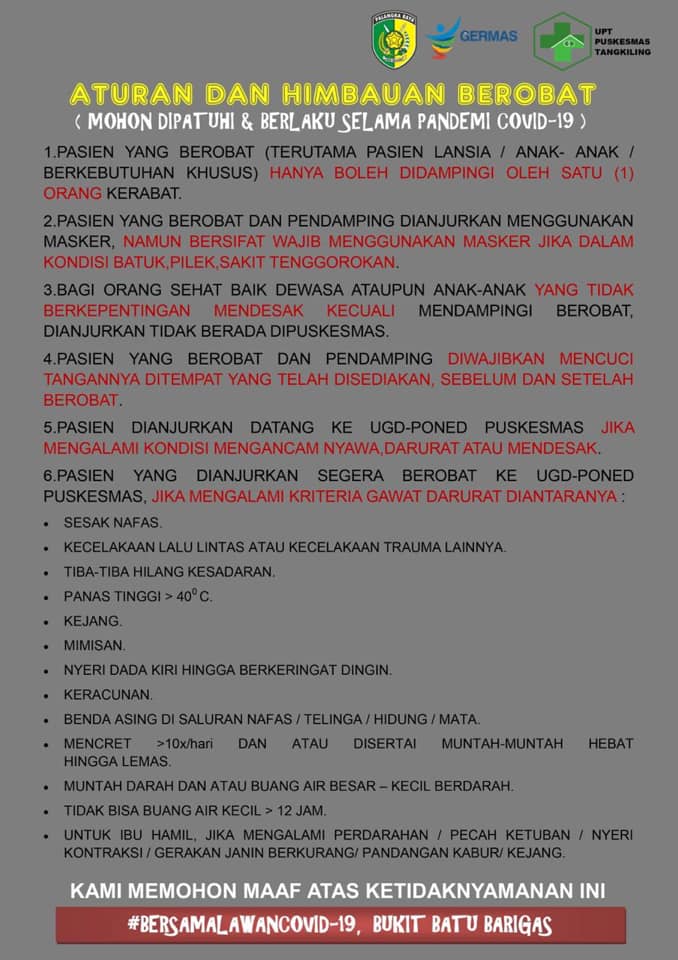 PALANGKA RAYA
GERMAS
UPT
PUSKESMAS
TANGKILING
ATURAN DAN HIMBAUAN BEROBAT
( MOHON DIPATUHI & BERLAKU SELAMA PANDEMI COVID-19 )
1.PASIEN YANG BEROBAT (TERUTAMA PASIEN LANSIA / ANAK- ANAK /
BERKEBUTUHAN KHUSUS) HANYA BOLEH DIDAMPINGI OLEH SATU (1)
ORANG KERABAT.
2.PASIEN YANG BEROBAT DAN PENDAMPING DIANJURKAN MENGGUNAKAN
MASKER, NAMUN BERSIFAT WAJIB MENGGUNAKAN MASKER JIKA DALAM
KONDISI BATUK,PILEK,SAKIT TENGGOROKAN.
3.BAGI ORANG SEHAT BAIK DEWASA ATAUPUN ANAK-ANAK YANG TIDAK
BERKEPENTINGAN MENDESAK KECUALI MENDAMPINGI BEROBAT,
DIANJURKAN TIDAK BERADA DIPUSKESMAS.
4.PASIEN YANG BEROBAT DAN PENDAMPING DIWAJIBKAN MENCUCI
TANGANNYA DITEMPAT YANG TELAH DISEDIAKAN, SEBELUM DAN SETELAH
BEROBAT.
5.PASIEN DIANJURKAN DATANG KE UGD-PONED PUSKESMAS JIKA
MENGALAMI KONDISI MENGANCAM NYAWA,DARURAT ATAU MENDESAK.
6.PASIEN YANG DIANJURKAN SEGERA BEROBAT KE UGD-PONED
PUSKESMAS, JIKA MENGALAMI KRITERIA GAWAT DARURAT DIANTARANYA :
• SESAK NAFAS.
• KECELAKAAN LALU LINTAS ATAU KECELAKAAN TRAUMA LAINNYA.
• TIBA-TIBA HILANG KESADARAN.
• PANAS TINGGI > 40⁰ C.
• KEJANG.
• MIMISAN.
• NYERI DADA KIRI HINGGA BERKERINGAT DINGIN.
• KERACUNAN.
• BENDA ASING DI SALURAN NAFAS / TELINGA / HIDUNG / MATA.
• MENCRET >10x/hari DAN ATAU DISERTAI MUNTAH-MUNTAH HEBAT
HINGGA LEMAS.
• MUNTAH DARAH DAN ATAU BUANG AIR BESAR – KECIL BERDARAH.
• TIDAK BISA BUANG AIR KECIL > 12 JAM.
• UNTUK IBU HAMIL, JIKA MENGALAMI PERDARAHAN / PECAH KETUBAN / NYERI
KONTRAKSI / GERAKAN JANIN BERKURANG/ PANDANGAN KABUR/ KEJANG.
KAMI MEMOHON MAAF ATAS KETIDAKNYAMANAN INI
#BERSAMALAWANCOVID-19, BUKIT BATU BARIGAS